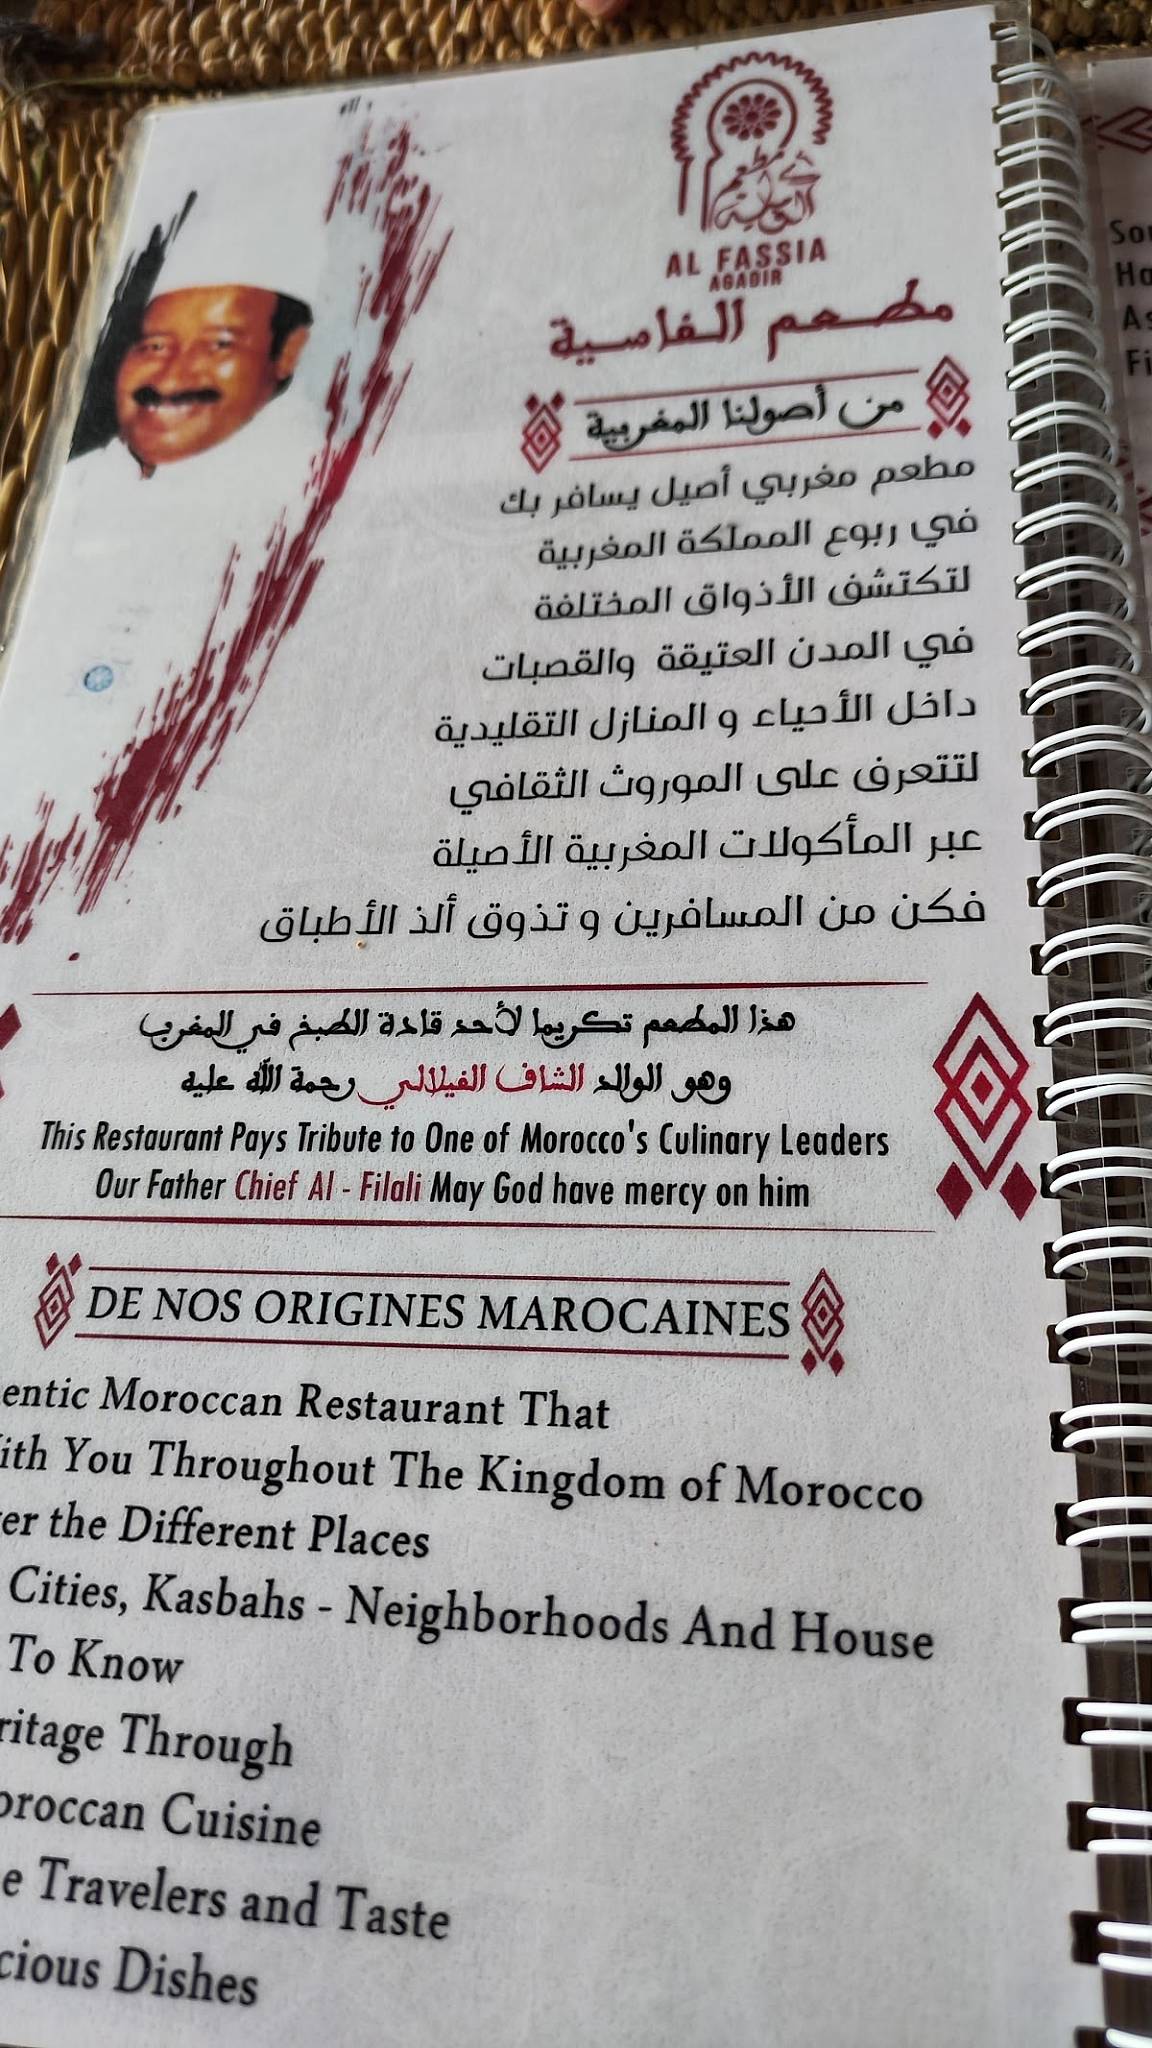 مطعم
الفاسية
AL FASSIA
AGADIR
مطعم الفاسية
من أصولنا المغربية
مطعم مغربي أصيل يسافر بك
في ربوع المملكة المغربية
لتكتشف الأذواق المختلفة
في المدن العتيقة والقصبات
داخل الأحياء و المنازل التقليدية
لتتعرف على الموروث الثقافي
عبر المأكولات المغربية الأصيلة
فكن من المسافرين و تذوق ألذ الأطباق
هذا المطعم تكريما لأحد قادة الطبخ في المغرب
وهو الوالد الشاف الفيلالي رحمة الله عليه
This Restaurant Pays Tribute to One of Morocco's Culinary Leaders
Our Father Chief Al - Filali May God have mercy on him
DE NOS ORIGINES MAROCAINES
entic Moroccan Restaurant That
ith You Throughout The Kingdom of Morocco
er the Different Places
Cities, Kasbahs - Neighborhoods And House
To Know
ritage Through
oroccan Cuisine
e Travelers and Taste
cious Dishes